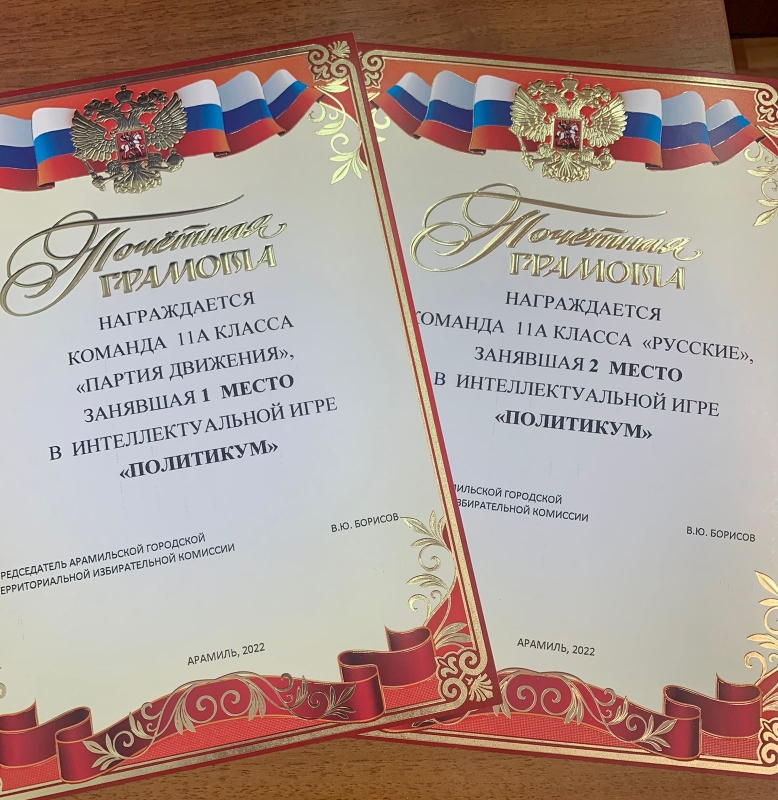 Почётная
ГРАМОТА
НАГРАЖДАЕТСЯ
КОМАНДА 11А КЛАССА
«ПАРТИЯ ДВИЖЕНИЯ»,
ЗАНЯВШАЯ 1 МЕСТО
В ИНТЕЛЛЕКТУАЛЬНОЙ ИГРЕ
«ПОЛИТИКУМ»
РЕДСЕДАТЕЛЬ АРАМИЛЬСКОЙ ГОРОДСКОЙ
ЕРРИТОРИАЛЬНОЙ ИЗБИРАТЕЛЬНОЙ КОМИССИИ
В.Ю. БОРИСОВ
АРАМИЛЬ, 2022
Почётная
ГРАМОТА
НАГРАЖДАЕТСЯ
КОМАНДА 11А КЛАССА «РУССКИЕ»,
ЗАНЯВШАЯ 2 МЕСТО
В ИНТЕЛЛЕКТУАЛЬНОЙ ИГРЕ
«ПОЛИТИКУМ»
МИЛЬСКОЙ ГОРОДСКОЙ
ЗБИРАТЕЛЬНОЙ КОМИССИИ
В.Ю. БОРИСОВ
АРАМИЛЬ, 2022